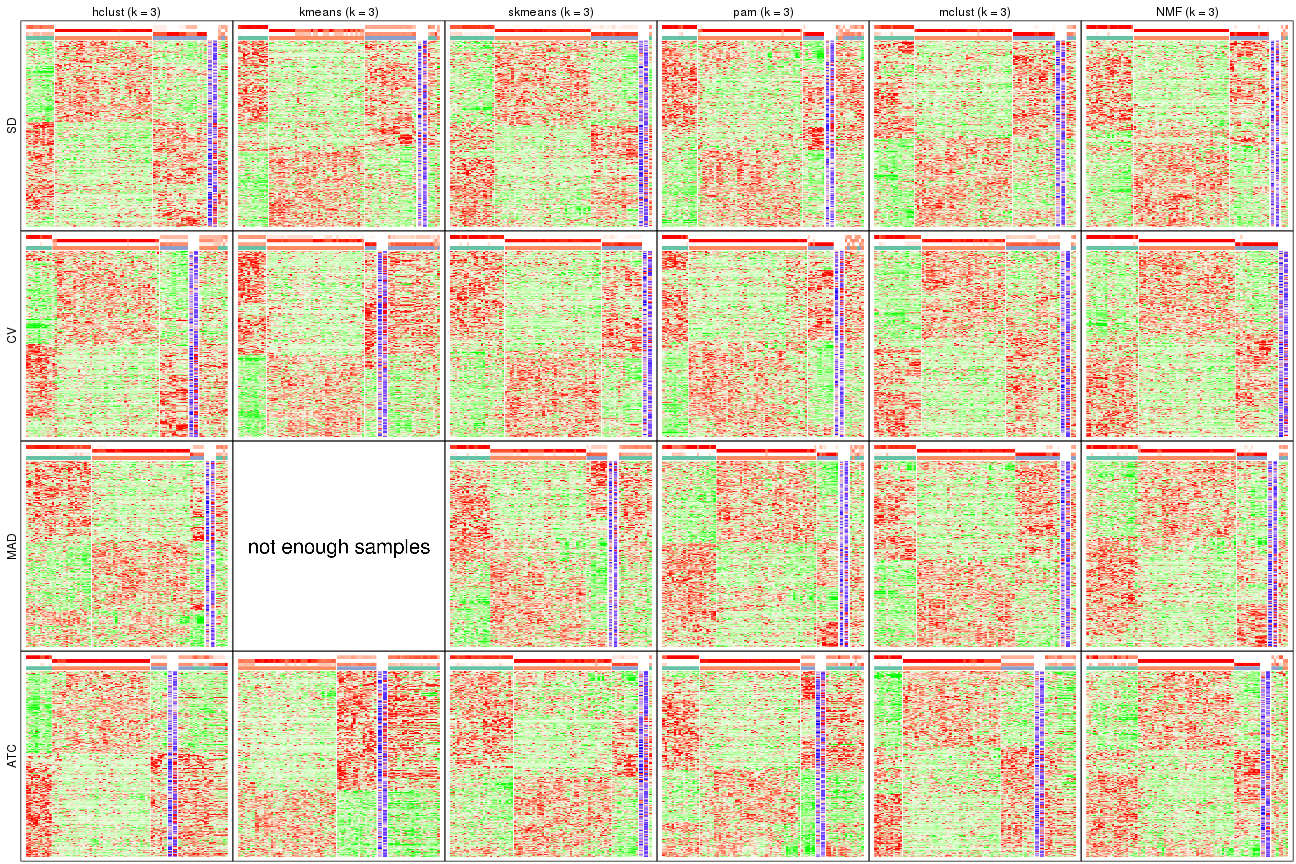 hclust (k = 3)
kmeans (k = 3)
skmeans (k = 3)
pam (k = 3)
mclust (k = 3)
NMF (k = 3)
SD
CV
MAD
not enough samples
ATC